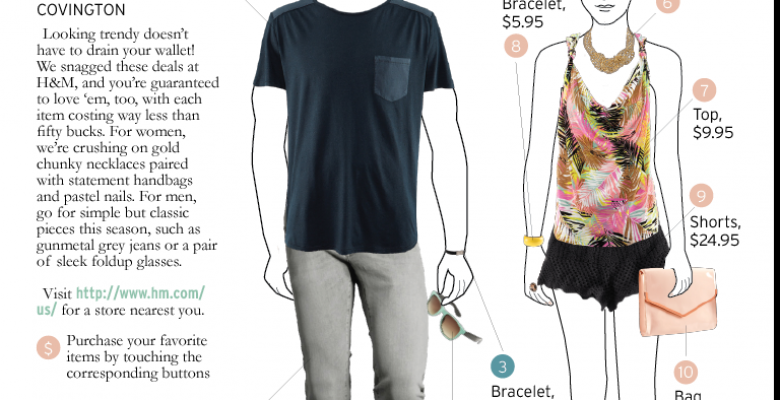 COVINGTON
Looking trendy doesn't
have to drain your wallet!
We snagged these deals at
H&M, and you're guaranteed
to love ‘em, too, with each
item costing way less than
fifty bucks. For women,
we're crushing on gold
chunky necklaces paired
with statement handbags
and pastel nails. For men,
go for simple but classic
pieces this season, such as
gunmetal grey jeans or a pair
of sleek foldup glasses.
Visit http://www.hm.com/
us/ for a store nearest you.
$
Purchase your favorite
items by touching the
corresponding buttons
Bracelet,
$5.95
8
6
7
Top,
$9.95
9
Shorts,
$24.95
3
Bracelet,
10
Bag